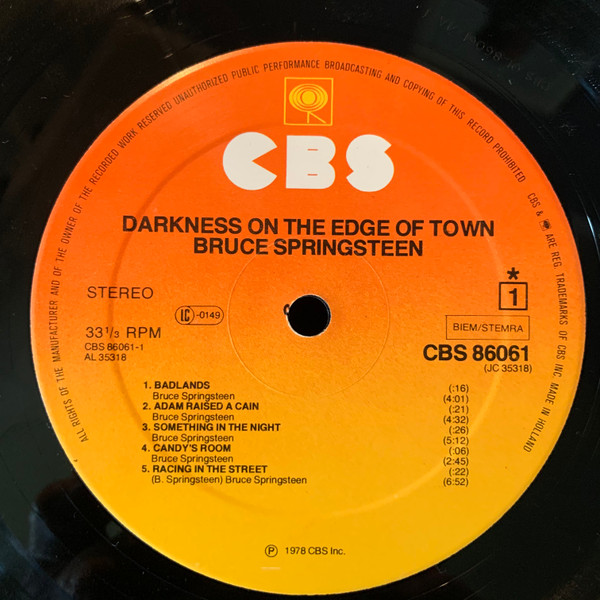 ALL RIGHTS OF THE MANUFACTURER AND OF THE OWNER OF THE RECORDED WORK RESERVED UNAUTHORIZED PUBLIC PERFORMANCE BROADCASTING AND COPYING OF THIS RECORD PROHIBITED
CBS & ARE REG. TRADEMARKS OF CBS INC. MADE IN HOLLAND
CBS
DARKNESS ON THE EDGE OF TOWN
BRUCE SPRINGSTEEN
STEREO
LC -0149
33 1/3 RPM
CBS 86061-1
AL 35318
*
1
BIEM/STEMRA
CBS 86061
(JC 35318)
1. BADLANDS (:16)
Bruce Springsteen (4:01)
2. ADAM RAISED A CAIN (:21)
Bruce Springsteen (4:32)
3. SOMETHING IN THE NIGHT (:26)
Bruce Springsteen (5:12)
4. CANDY'S ROOM (:06)
Bruce Springsteen (2:45)
5. RACING IN THE STREET (:22)
(B. Springsteen) Bruce Springsteen (6:52)
Ⓟ 1978 CBS Inc.